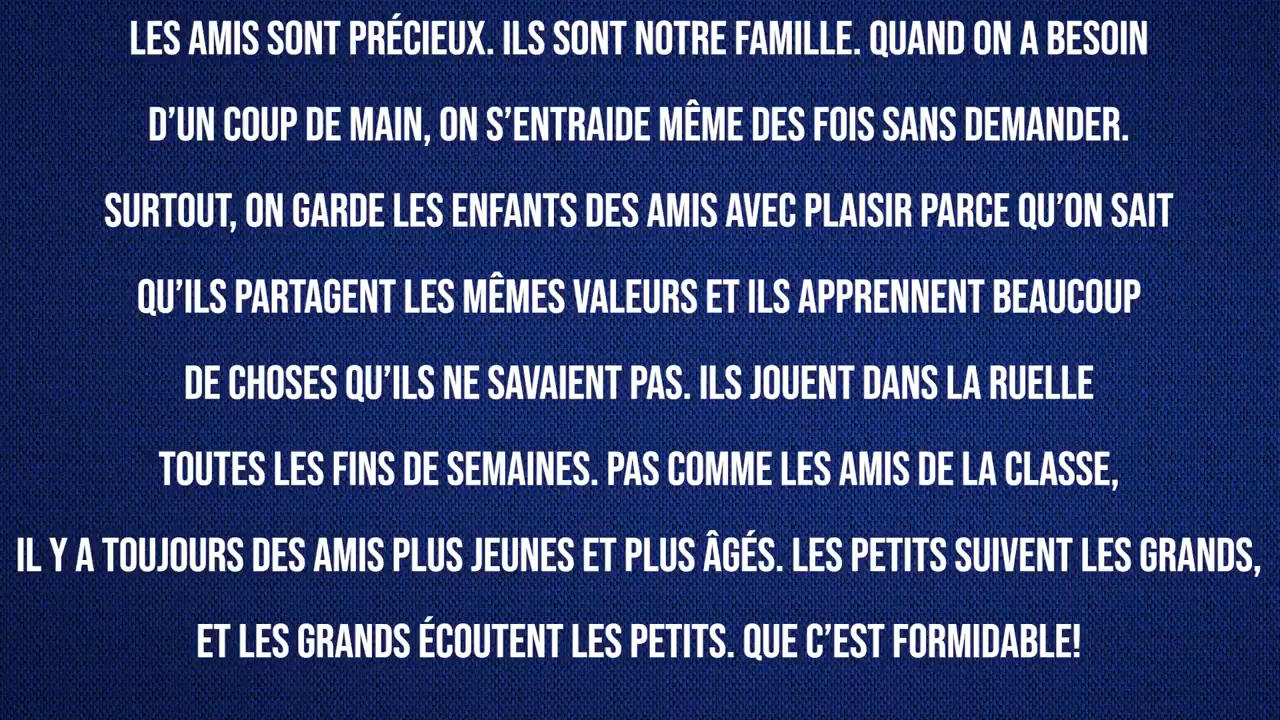 LES AMIS SONT PRÉCIEUX. ILS SONT NOTRE FAMILLE. QUAND ON A BESOIN
D’UN COUP DE MAIN, ON S’ENTRAIDE MÊME DES FOIS SANS DEMANDER.
SURTOUT, ON GARDE LES ENFANTS DES AMIS AVEC PLAISIR PARCE QU’ON SAIT
QU’ILS PARTAGENT LES MÊMES VALEURS ET ILS APPRENNENT BEAUCOUP
DE CHOSES QU’ILS NE SAVAIENT PAS. ILS JOUENT DANS LA RUELLE
TOUTES LES FINS DE SEMAINES. PAS COMME LES AMIS DE LA CLASSE,
IL Y A TOUJOURS DES AMIS PLUS JEUNES ET PLUS ÂGÉS. LES PETITS SUIVENT LES GRANDS,
ET LES GRANDS ÉCOUTENT LES PETITS. QUE C’EST FORMIDABLE!